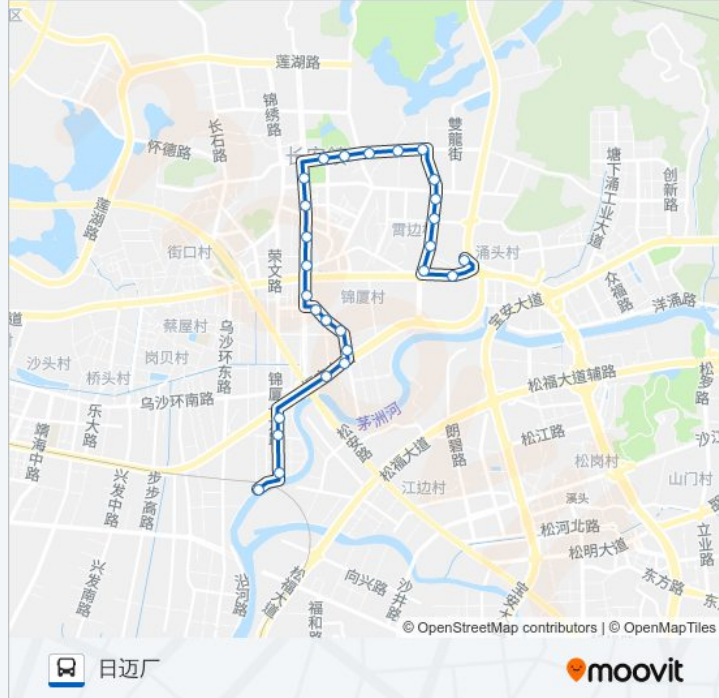 区
莲湖路
锦绣路
长石路
雙龍街
怀德路
塘下涌工业大道
创新路
莲湖路
霄边
街口村
涌头村
荣文路
众福路
锦厦村
宝安大道
洋涌路
道
蔡屋村
乌沙环东路
沙头村
岗贝村
桥头村
锦厦
松福大道辅路
松罗路
乌沙环南路
乐大路
茅洲河
松安路
朗碧路
松江路
沙江
靖海中路
松福大道
兴发中路
步步高路
江边村
松岗村
山门村
溪头
松河北路
立业路
松明大道
兴发南路
松福大道
沿河路
向兴路
沙井路
东方路
东
宝安大
福和路
© OpenStreetMap contributors | © OpenMapTiles
日迈厂
moovit